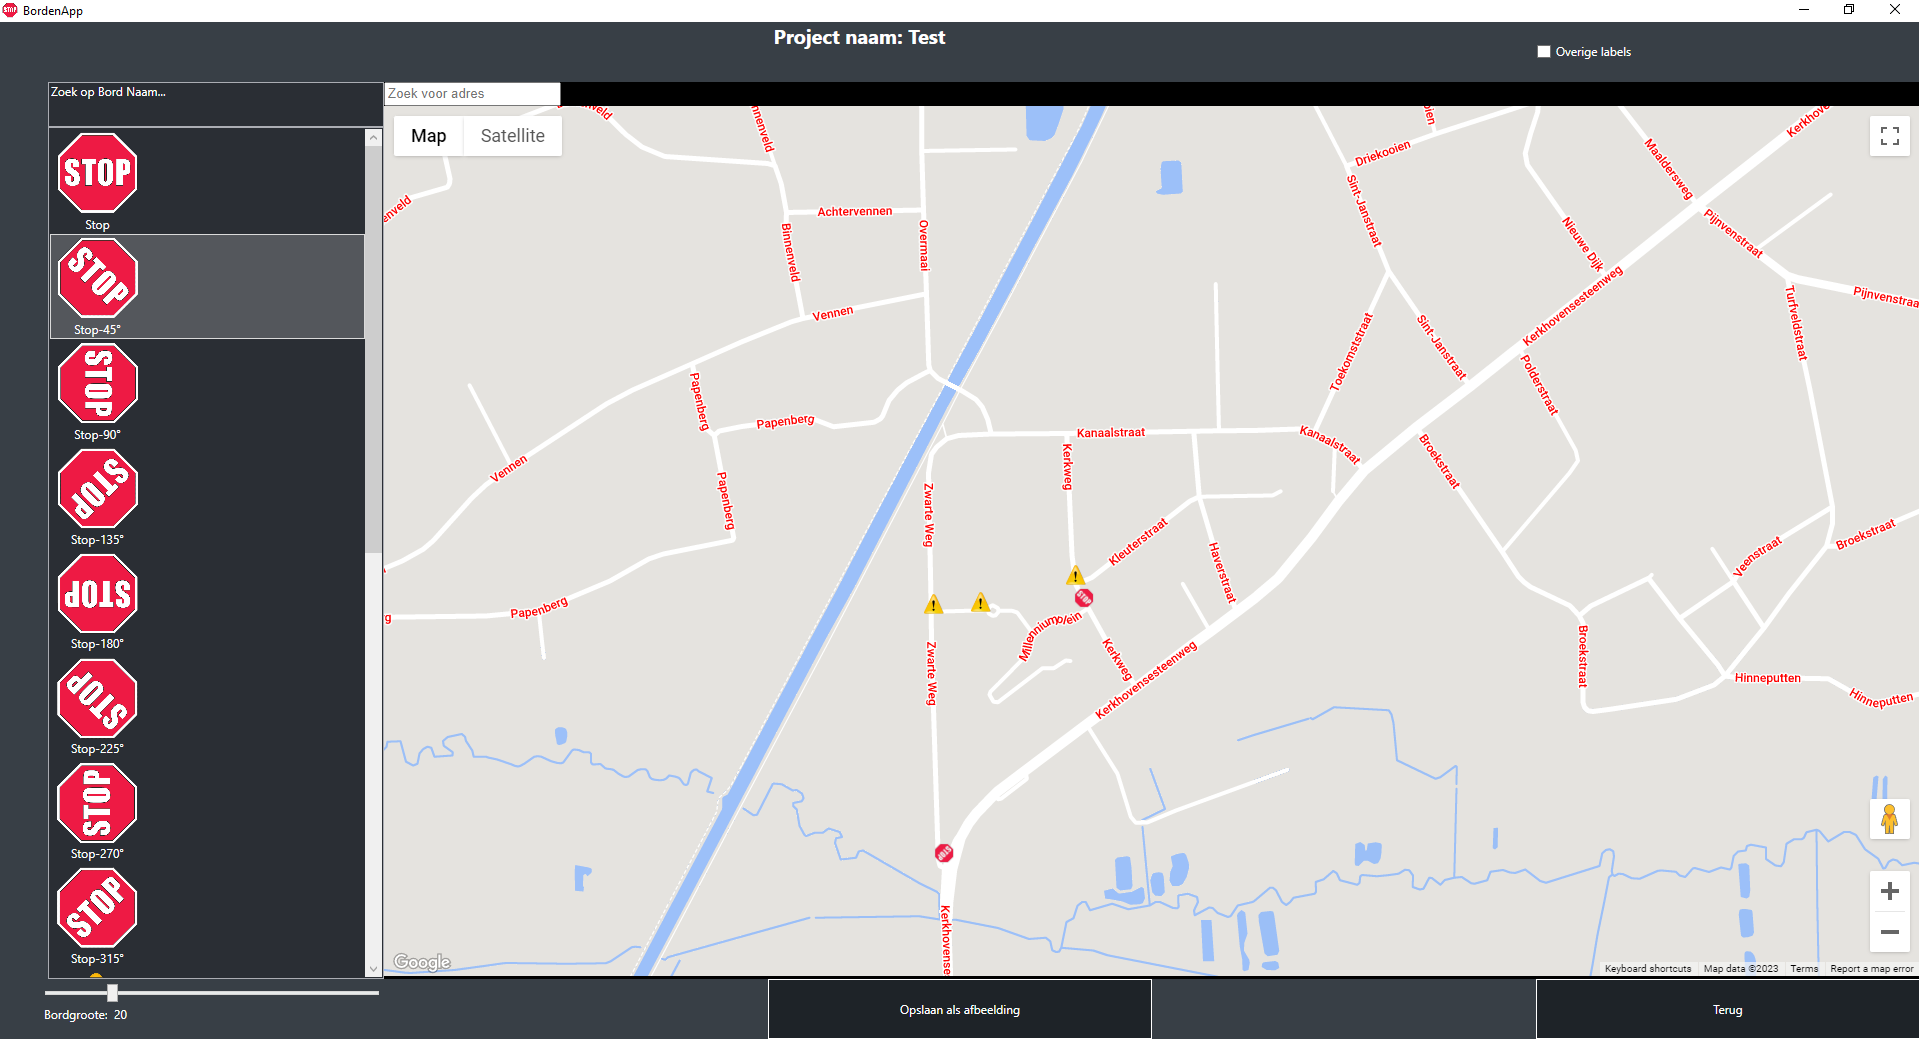 BordenApp
Project naam: Test
Overige labels
Zoek op Bord Naam...
Zoek voor adres
Map
Satellite
STOP
Stop
STOP
Stop-45°
STOP
Stop-90°
STOP
Stop-135°
STOP
Stop-180°
STOP
Stop-225°
STOP
Stop-270°
STOP
Stop-315°
Bordgroote: 20
Achtervennen
Binnenveld
Overmaai
Vennen
Papenberg
Papenberg
Papenberg
Vennen
Papenberg
Driekooien
Sint-Janstraat
Sint-Janstraat
Toekomststraat
Nieuwe Dijk
Maaldersweg
Pijnvenstraat
Pijnvenstraa
Turfveldstraat
Kerkhov
Kerkhovensesteenweg
Polderstraat
Kanaalstraat
Kanaalstraat
Kerkweg
Zwarte Weg
Kleuterstraat
Haverstraat
Broekstraat
Broekstraat
Veenstraat
Millenniumplein
Kerkweg
Zwarte Weg
Kerkhovensesteenweg
Broekstraat
Hinneputten
Hinneputten
Kerkhovense
Google
Keyboard shortcuts
Map data ©2023
Terms
Report a map error
Opslaan als afbeelding
Terug